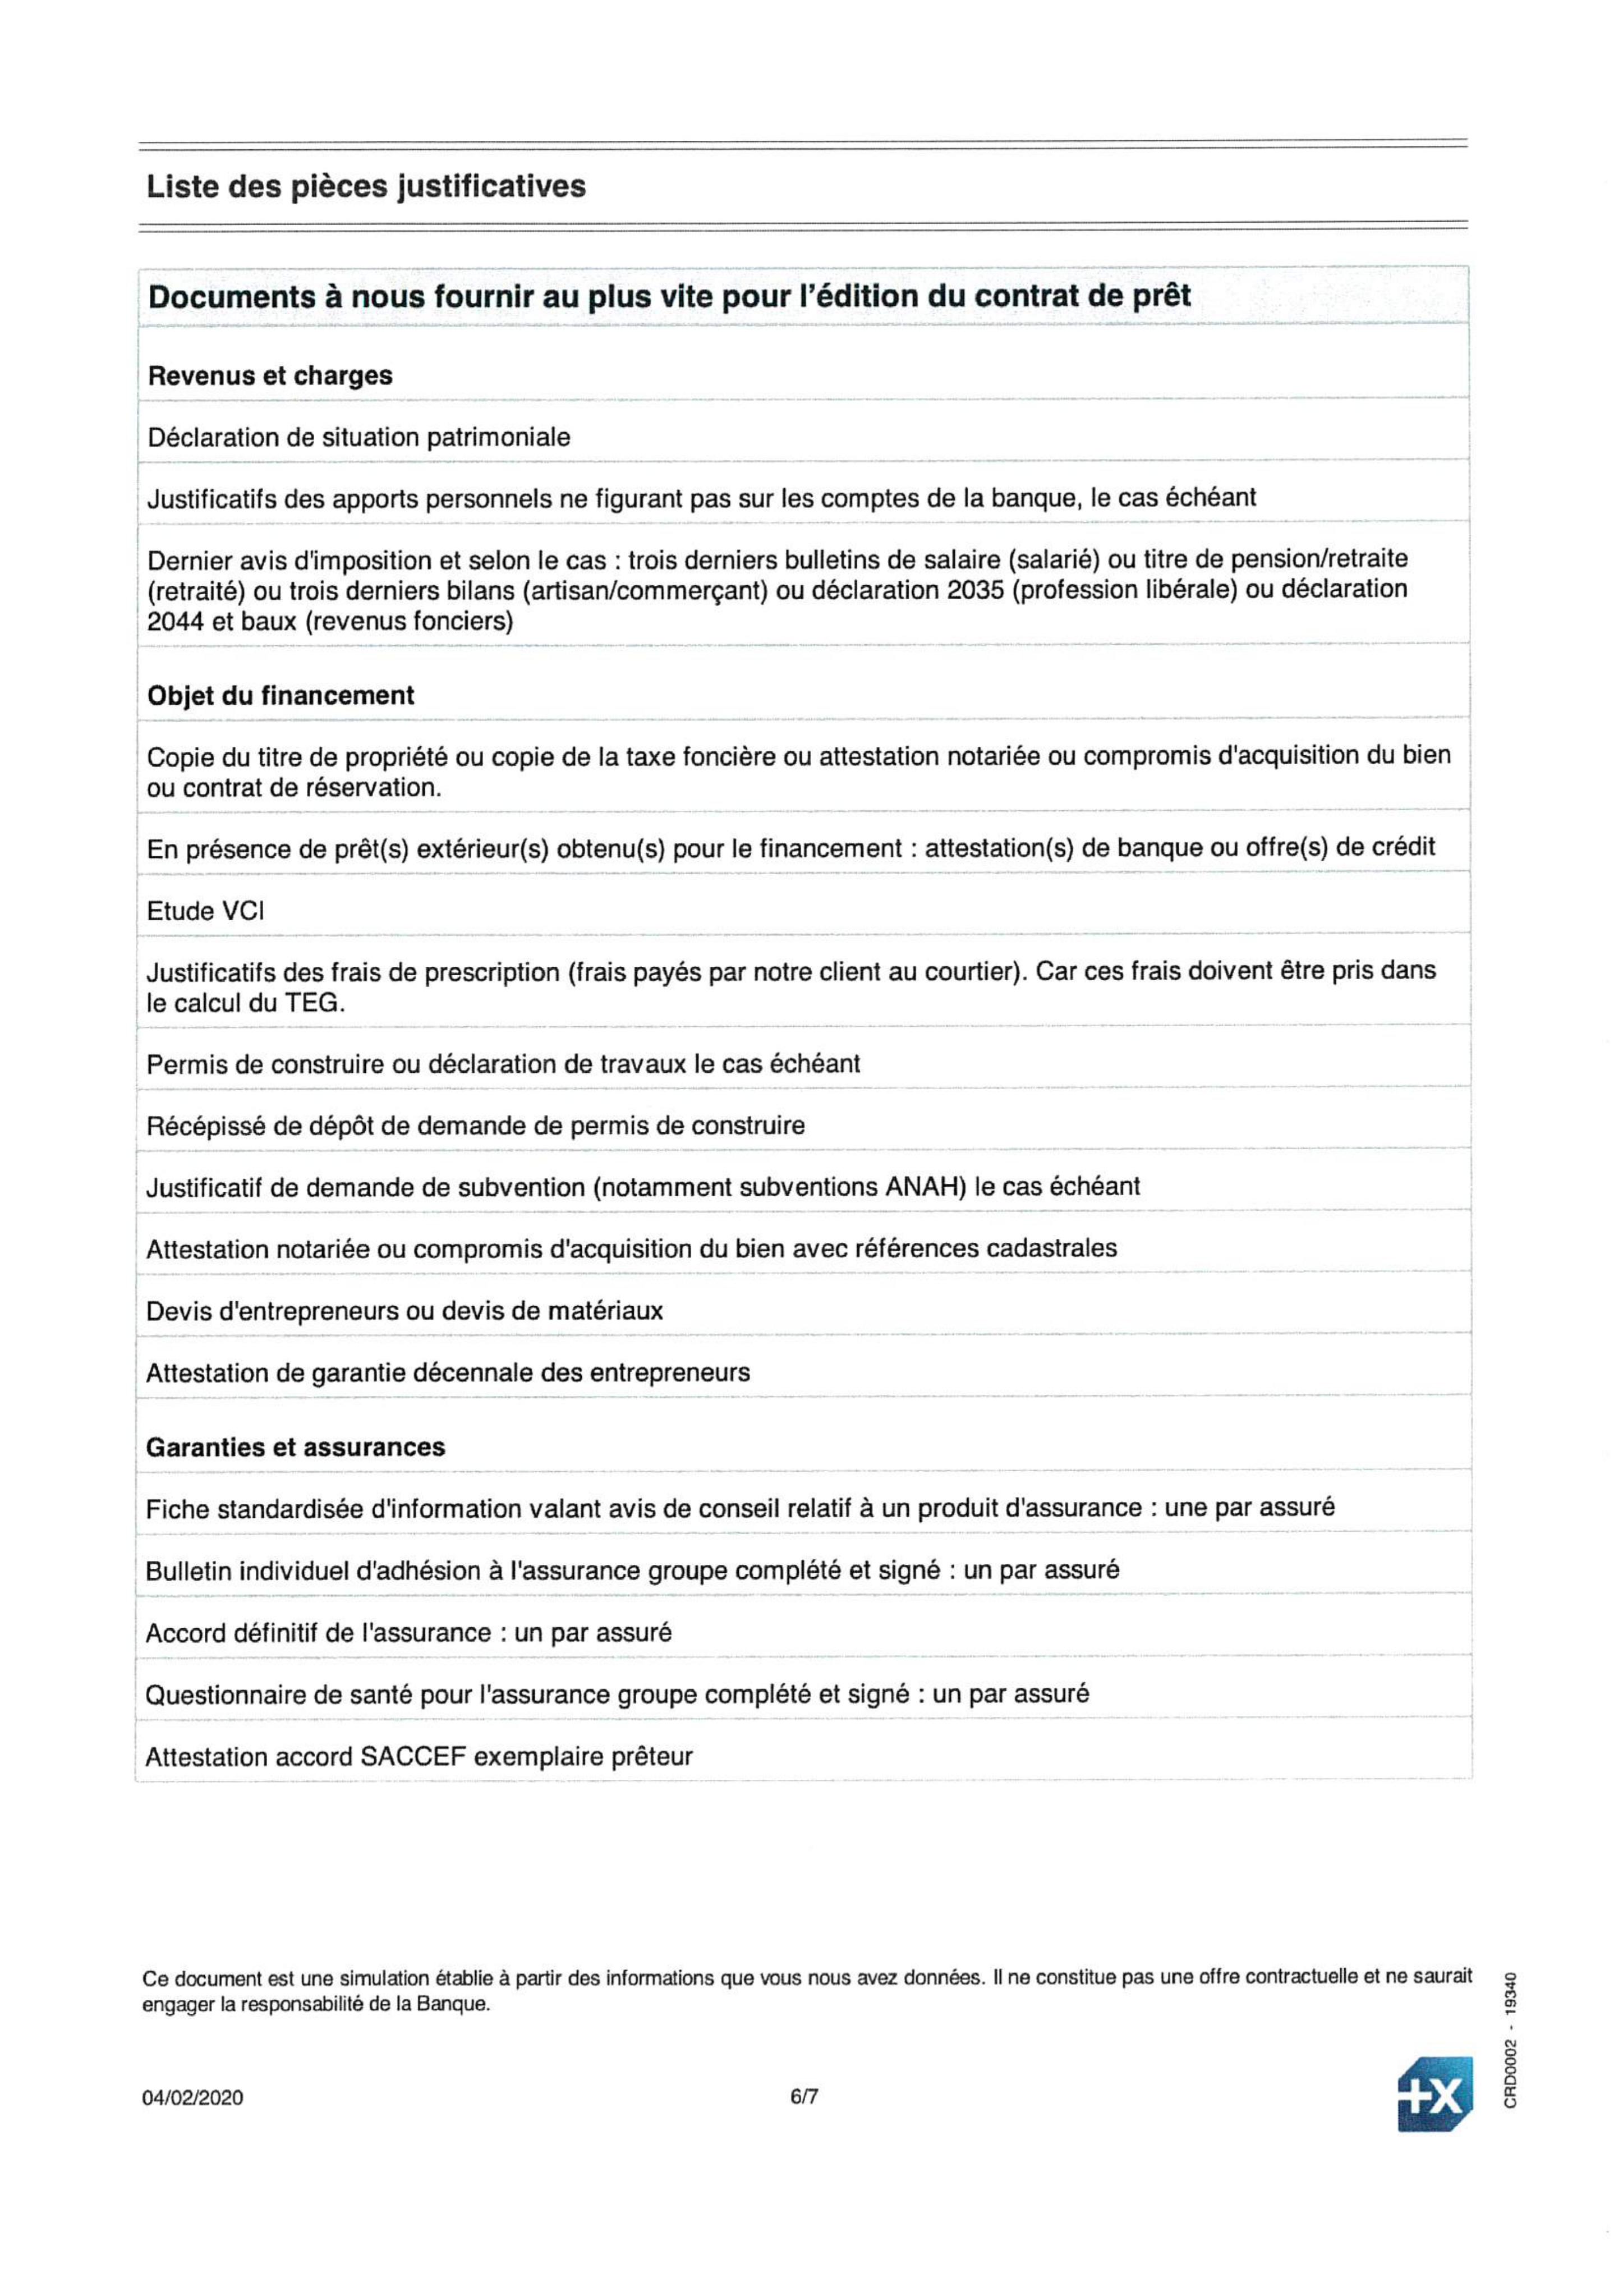 Liste des pièces justificatives
Documents à nous fournir au plus vite pour l'édition du contrat de prêt
Revenus et charges
Déclaration de situation patrimoniale
Justificatifs des apports personnels ne figurant pas sur les comptes de la banque, le cas échéant
Dernier avis d'imposition et selon le cas : trois derniers bulletins de salaire (salarié) ou titre de pension/retraite
(retraité) ou trois derniers bilans (artisan/commerçant) ou déclaration 2035 (profession libérale) ou déclaration
2044 et baux (revenus fonciers)
Objet du financement
Copie du titre de propriété ou copie de la taxe foncière ou attestation notariée ou compromis d'acquisition du bien
ou contrat de réservation.
En présence de prêt(s) extérieur(s) obtenu(s) pour le financement : attestation(s) de banque ou offre(s) de crédit
Etude VCI
Justificatifs des frais de prescription (frais payés par notre client au courtier). Car ces frais doivent être pris dans
le calcul du TEG.
Permis de construire ou déclaration de travaux le cas échéant
Récépissé de dépôt de demande de permis de construire
Justificatif de demande de subvention (notamment subventions ANAH) le cas échéant
Attestation notariée ou compromis d'acquisition du bien avec références cadastrales
Devis d'entrepreneurs ou devis de matériaux
Attestation de garantie décennale des entrepreneurs
Garanties et assurances
Fiche standardisée d'information valant avis de conseil relatif à un produit d'assurance : une par assuré
Bulletin individuel d'adhésion à l'assurance groupe complété et signé : un par assuré
Accord définitif de l'assurance : un par assuré
Questionnaire de santé pour l'assurance groupe complété et signé : un par assuré
Attestation accord SACCEF exemplaire prêteur
Ce document est une simulation établie à partir des informations que vous nous avez données. Il ne constitue pas une offre contractuelle et ne saurait
engager la responsabilité de la Banque.
04/02/2020
6/7
+X
CRD0002 - 19340